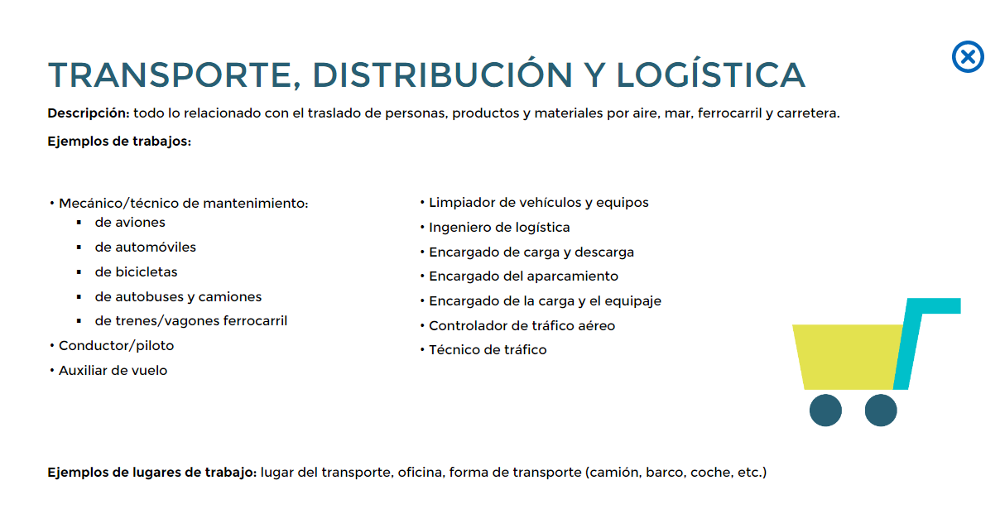 TRANSPORTE, DISTRIBUCIÓN Y LOGÍSTICA
Descripción: todo lo relacionado con el traslado de personas, productos y materiales por aire, mar, ferrocarril y carretera.
Ejemplos de trabajos:
• Mecánico/técnico de mantenimiento:
▪ de aviones
▪ de automóviles
▪ de bicicletas
▪ de autobuses y camiones
▪ de trenes/vagones ferrocarril
• Conductor/piloto
• Auxiliar de vuelo
• Limpiador de vehículos y equipos
• Ingeniero de logística
• Encargado de carga y descarga
• Encargado del aparcamiento
• Encargado de la carga y el equipaje
• Controlador de tráfico aéreo
• Técnico de tráfico
Ejemplos de lugares de trabajo: lugar del transporte, oficina, forma de transporte (camión, barco, coche, etc.)